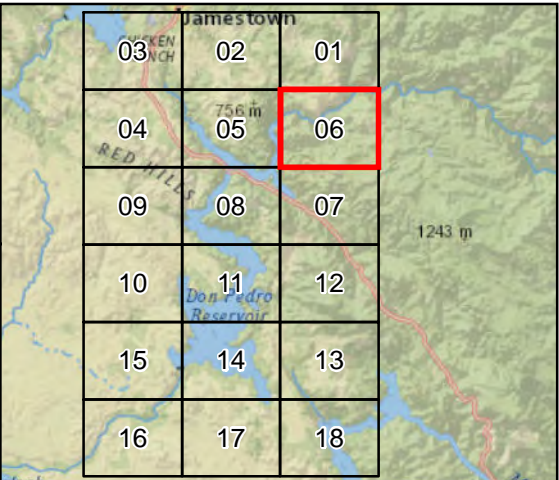 Jamestown
CHICKEN
RANCH
03 02 01
756 m
04 05 06
RED HILLS
09 08 07
1243 m
10 11 12
Don Pedro
Reservoir
15 14 13
16 17 18